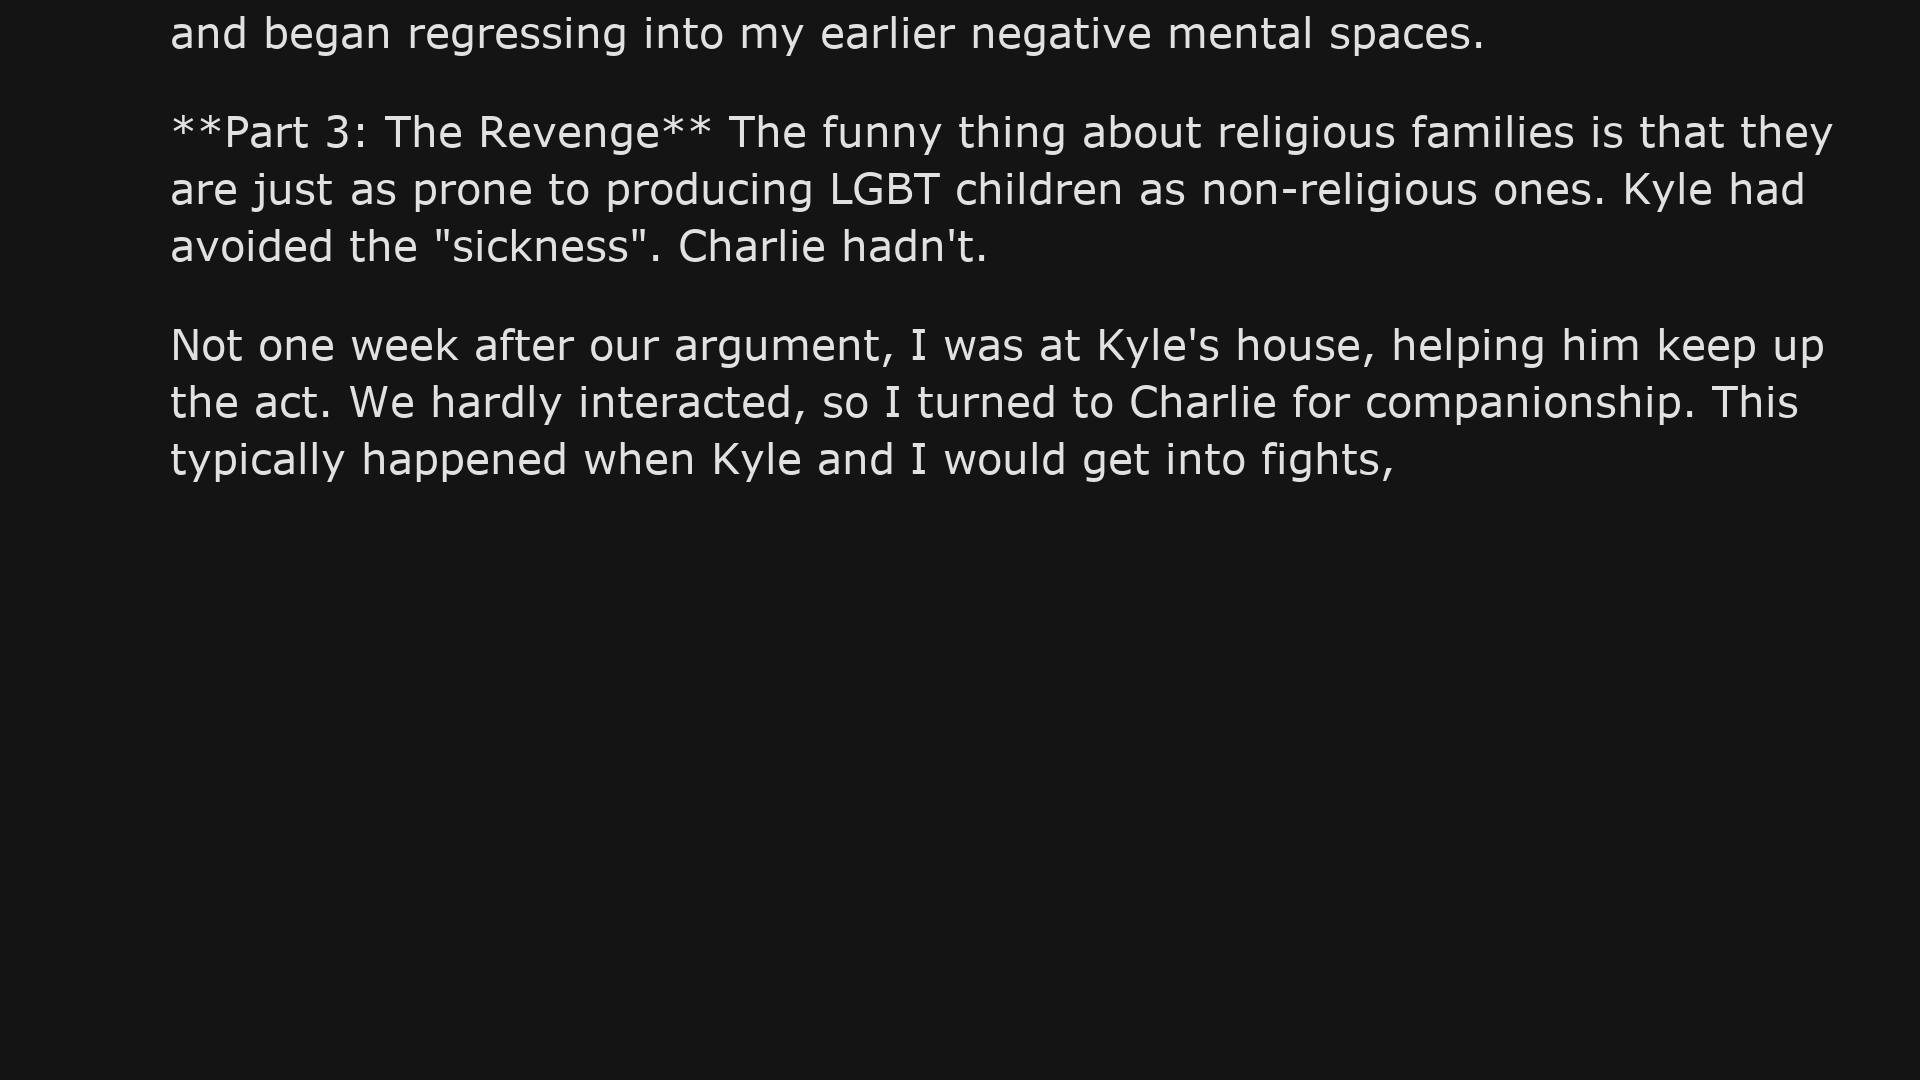 and began regressing into my earlier negative mental spaces.
**Part 3: The Revenge** The funny thing about religious families is that they
are just as prone to producing LGBT children as non-religious ones. Kyle had
avoided the "sickness". Charlie hadn't.
Not one week after our argument, I was at Kyle's house, helping him keep up
the act. We hardly interacted, so I turned to Charlie for companionship. This
typically happened when Kyle and I would get into fights,